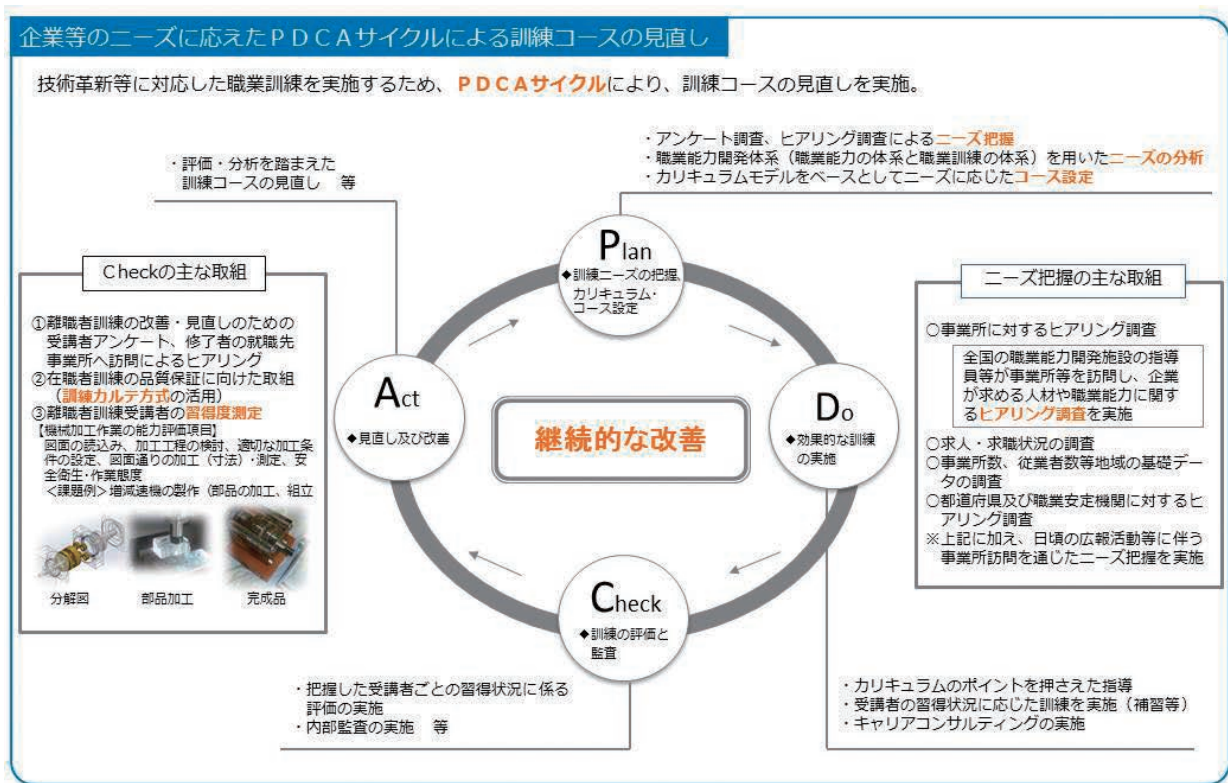 企業等のニーズに応えたＰＤＣＡサイクルによる訓練コースの見直し
技術革新等に対応した職業訓練を実施するため、ＰＤＣＡサイクルにより、訓練コースの見直しを実施。
・アンケート調査、ヒアリング調査によるニーズ把握
・職業能力開発体系（職業能力の体系と職業訓練の体系）を用いたニーズの分析
・カリキュラムモデルをベースとしてニーズに応じたコース設定
・評価・分析を踏まえた
訓練コースの見直し　等
Plan
◆訓練ニーズの把握、
カリキュラム・
コース設定
Checkの主な取組
①離職者訓練の改善・見直しのための
受講者アンケート、修了者の就職先
事業所へ訪問によるヒアリング
②在職者訓練の品質保証に向けた取組
（訓練カルテ方式の活用）
③離職者訓練受講者の習得度測定
【機械加工作業の能力評価項目】
図面の読込み、加工工程の検討、適切な加工条
件の設定、図面通りの加工（寸法）・測定、安
全衛生・作業態度
＜課題例＞増減速機の製作（部品の加工、組立
分解図
部品加工
完成品
Act
◆見直し及び改善
継続的な改善
Do
◆効果的な訓練
の実施
ニーズ把握の主な取組
○事業所に対するヒアリング調査
全国の職業能力開発施設の指導
員等が事業所等を訪問し、企業
が求める人材や職業能力に関す
るヒアリング調査を実施
○求人・求職状況の調査
○事業所数、従業者数等地域の基礎デー
タの調査
○都道府県及び職業安定機関に対するヒ
アリング調査
※上記に加え、日頃の広報活動等に伴う
事業所訪問を通じたニーズ把握を実施
Check
◆訓練の評価と
監査
・把握した受講者ごとの習得状況に係る
評価の実施
・内部監査の実施　等
・カリキュラムのポイントを押さえた指導
・受講者の習得状況に応じた訓練を実施（補習等）
・キャリアコンサルティングの実施